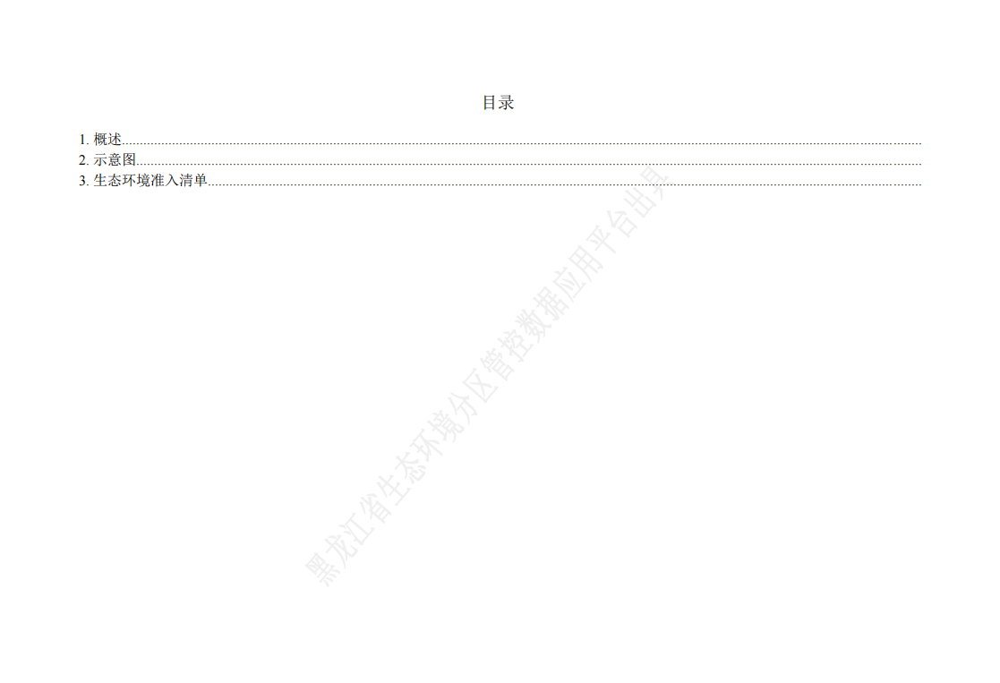 目录
1. 概述........................................................................................................................
2. 示意图........................................................................................................................
3. 生态环境准入清单........................................................................................................................
黑龙江省生态环境分区管控数据应用平台出具